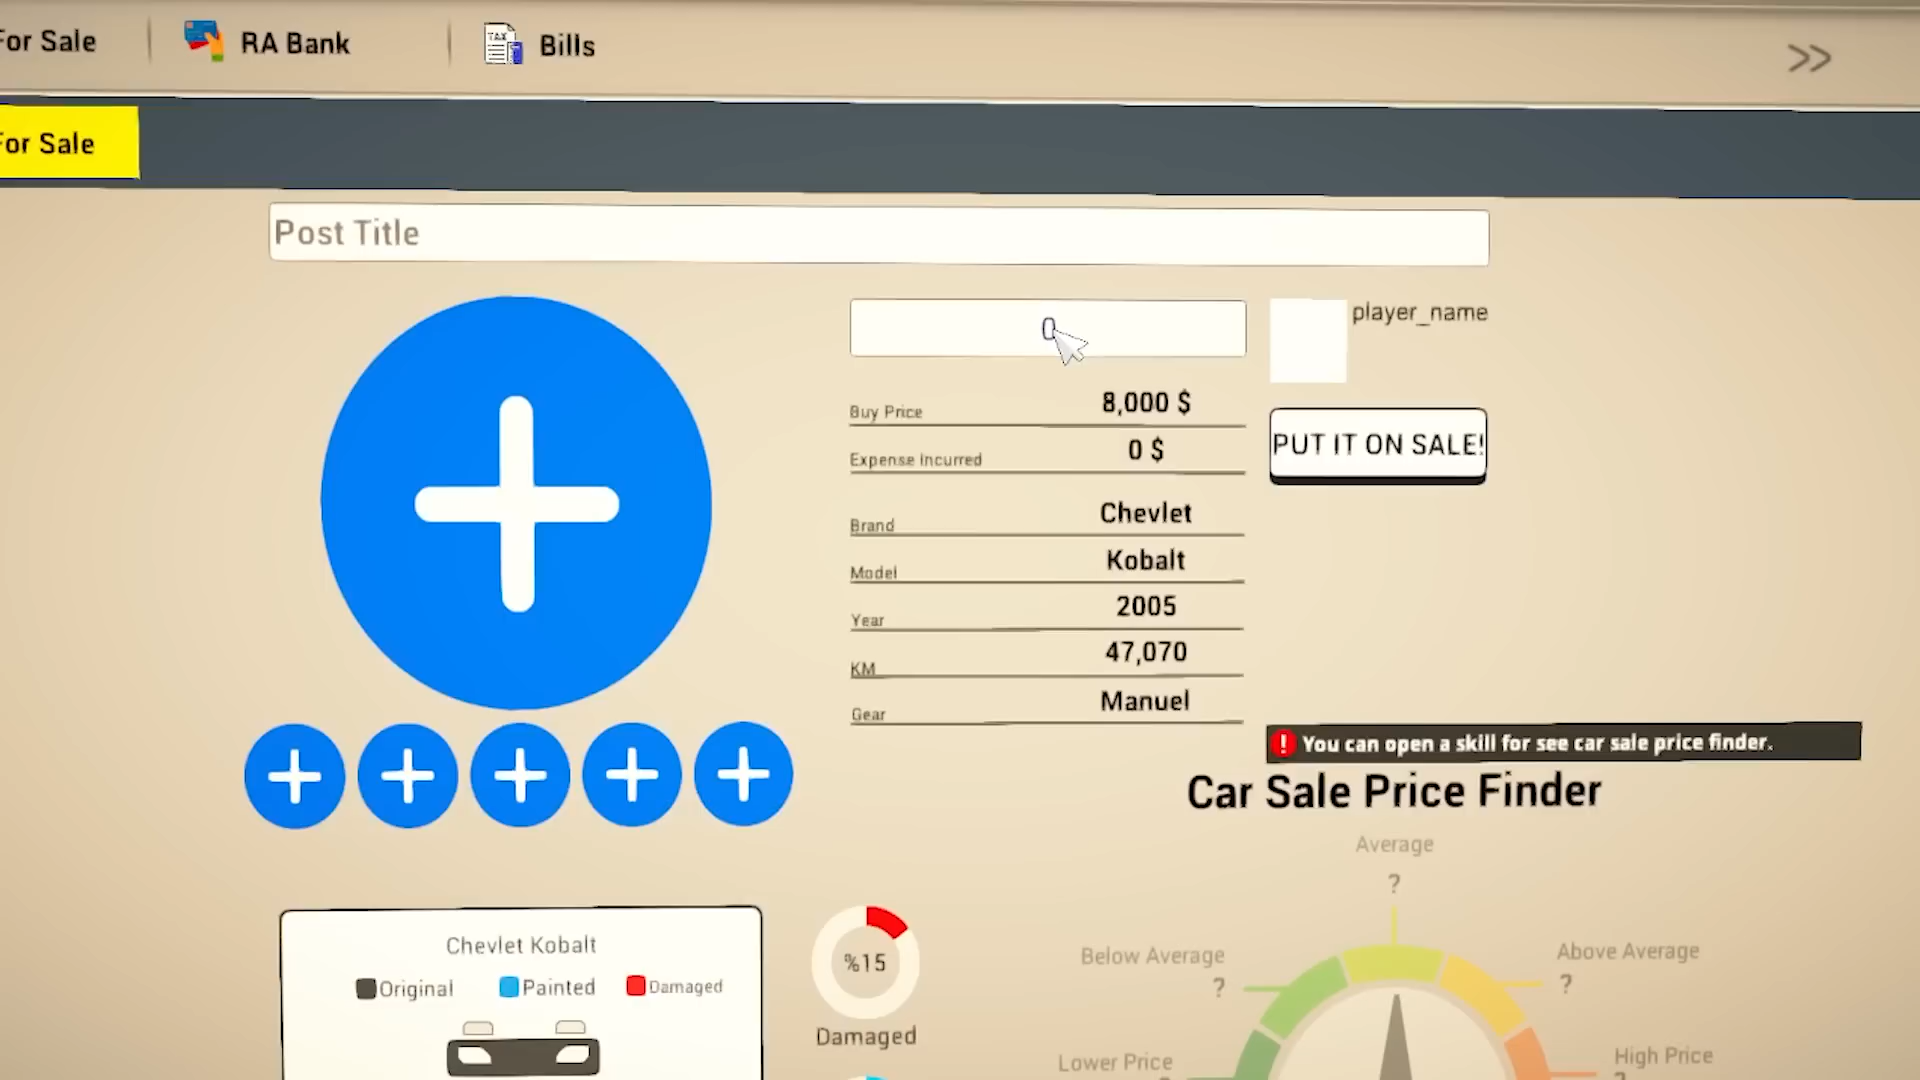 For Sale
RA Bank
TAX
Bills
>>
For Sale
Post Title
0
player_name
Buy Price 8,000 $
PUT IT ON SALE!
Expense Incurred 0 $
Brand Chevlet
Model Kobalt
Year 2005
KM 47,070
Gear Manuel
! You can open a skill for see car sale price finder.
Car Sale Price Finder
Average
?
Below Average
?
Above Average
?
Lower Price
High Price
Chevlet Kobalt
Original Painted Damaged
%15
Damaged